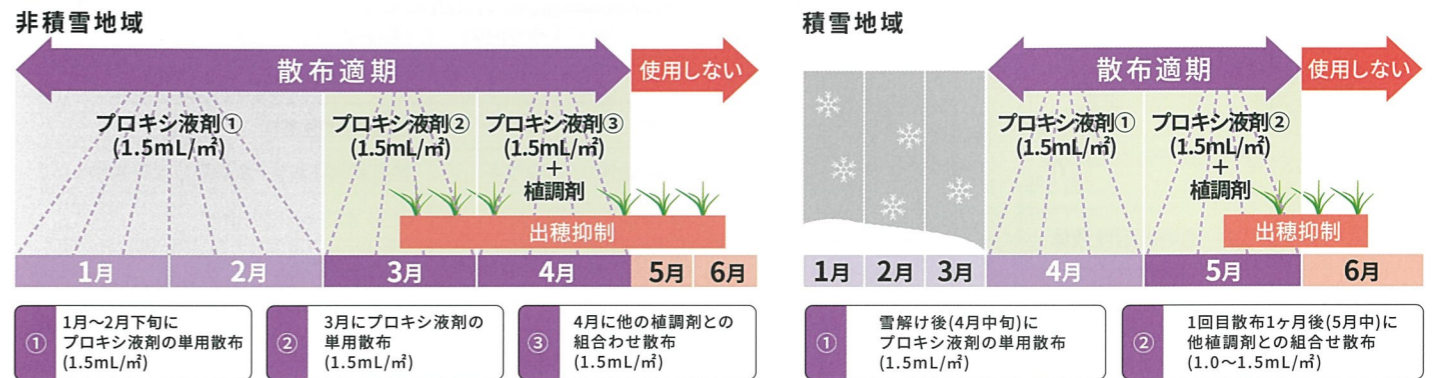 非積雪地域
散布適期
使用しない
プロキシ液剤①
(1.5mL/㎡)
プロキシ液剤②
(1.5mL/㎡)
プロキシ液剤③
(1.5mL/㎡)
+
植調剤
出穂抑制
1月
2月
3月
4月
5月
6月
①
1月～2月下旬に
プロキシ液剤の単用散布
(1.5mL/㎡)
②
3月にプロキシ液剤の
単用散布
(1.5mL/㎡)
③
4月に他の植調剤との
組合わせ散布
(1.5mL/㎡)
積雪地域
散布適期
使用しない
プロキシ液剤①
(1.5mL/㎡)
プロキシ液剤②
(1.5mL/㎡)
+
植調剤
出穂抑制
1月
2月
3月
4月
5月
6月
①
雪解け後(4月中旬)に
プロキシ液剤の単用散布
(1.5mL/㎡)
②
1回目散布1ヶ月後(5月中)に
他植調剤との組合せ散布
(1.0～1.5mL/㎡)